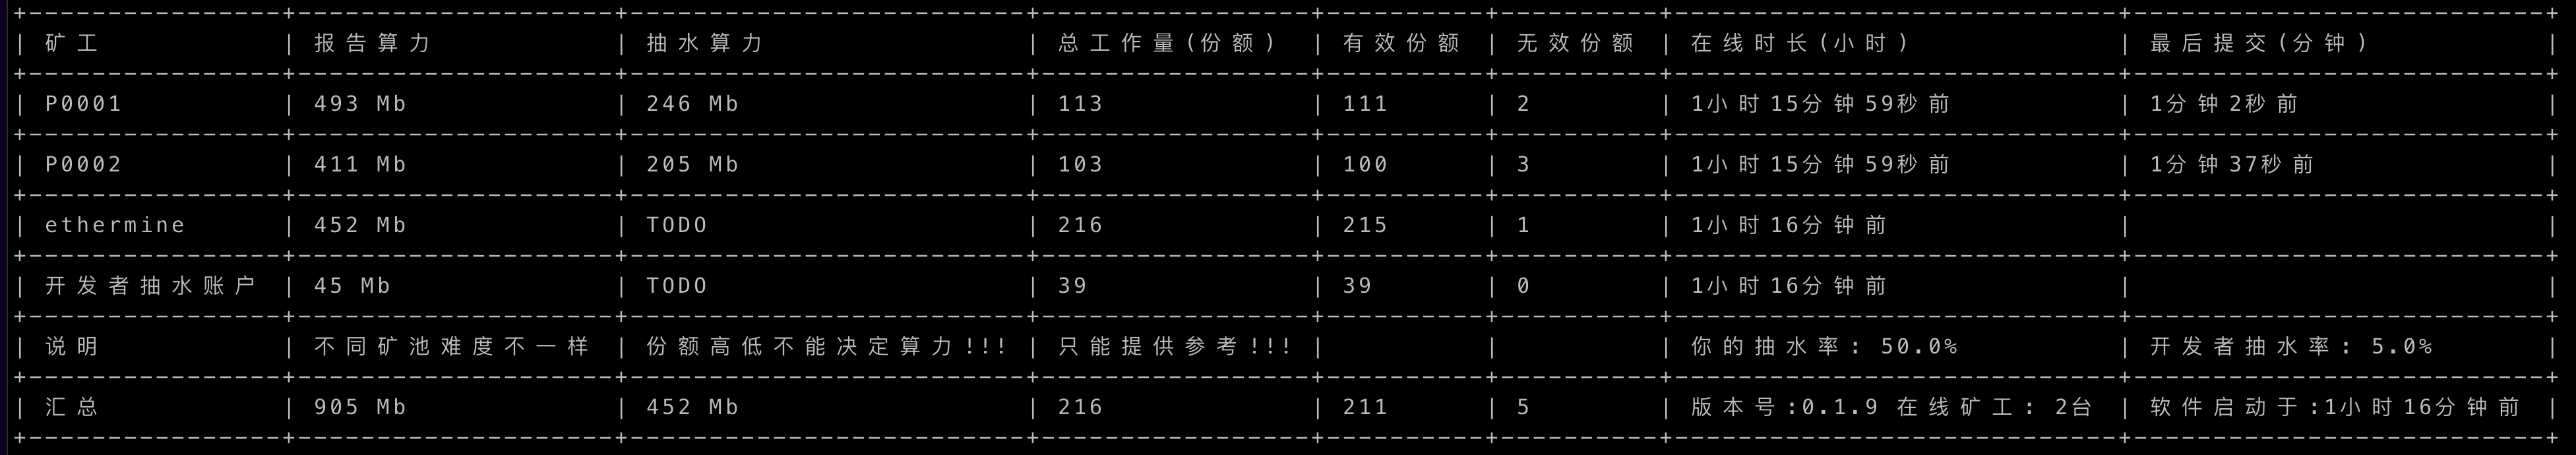 矿工 报告算力 抽水算力 总工作量(份额) 有效份额 无效份额 在线时长(小时) 最后提交(分钟)
P0001 493 Mb 246 Mb 113 111 2 1小时15分钟59秒前 1分钟2秒前
P0002 411 Mb 205 Mb 103 100 3 1小时15分钟59秒前 1分钟37秒前
ethermine 452 Mb TODO 216 215 1 1小时16分钟前
开发者抽水账户 45 Mb TODO 39 39 0 1小时16分钟前
说明 不同矿池难度不一样 份额高低不能决定算力!!! 只能提供参考!!! 你的抽水率: 50.0% 开发者抽水率: 5.0%
汇总 905 Mb 452 Mb 216 211 5 版本号:0.1.9 在线矿工: 2台 软件启动于:1小时16分钟前